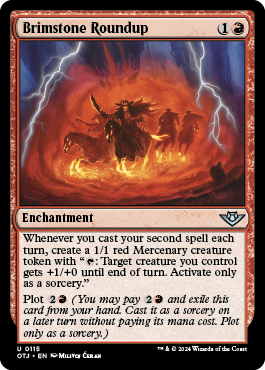 Brimstone Roundup 1R
Enchantment
Whenever you cast your second spell each
turn, create a 1/1 red Mercenary creature
token with “T: Target creature you control
gets +1/+0 until end of turn. Activate only
as a sorcery.”
Plot 2R (You may pay 2R and exile this
card from your hand. Cast it as a sorcery on
a later turn without paying its mana cost. Plot
only as a sorcery.)
U 0115
OTJ • EN Milivoj Ćeran
™ & © 2024 Wizards of the Coast